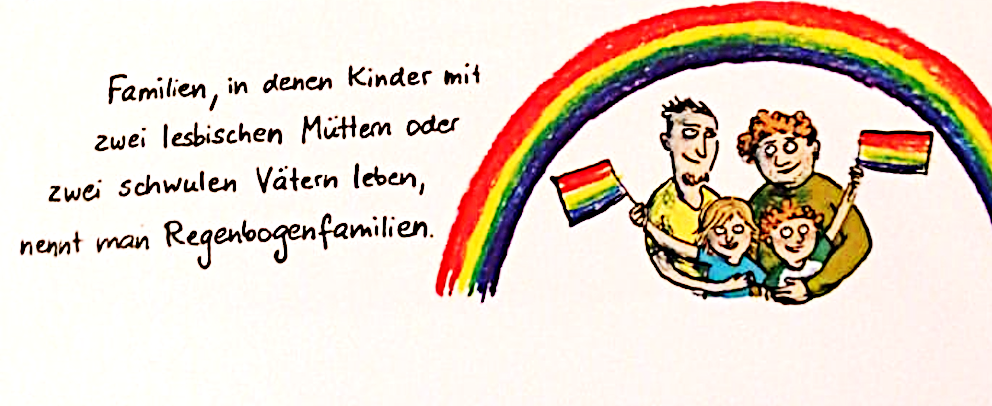 Familien, in denen Kinder mit
zwei lesbischen Müttern oder
zwei schwulen Vätern leben,
nennt man Regenbogenfamilien.